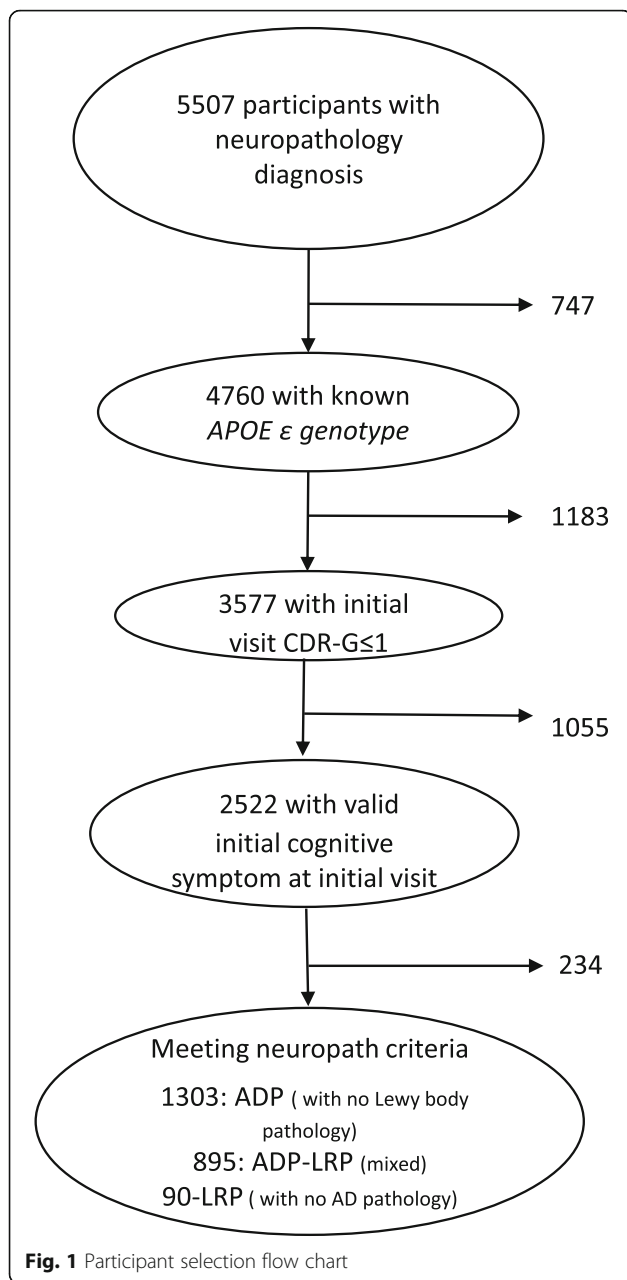 5507 participants with
neuropathology
diagnosis
747
4760 with known
APOE ε genotype
1183
3577 with initial
visit CDR-G≤1
1055
2522 with valid
initial cognitive
symptom at initial visit
234
Meeting neuropath criteria
1303: ADP ( with no Lewy body
pathology)
895: ADP-LRP (mixed)
90-LRP ( with no AD pathology)
Fig. 1 Participant selection flow chart